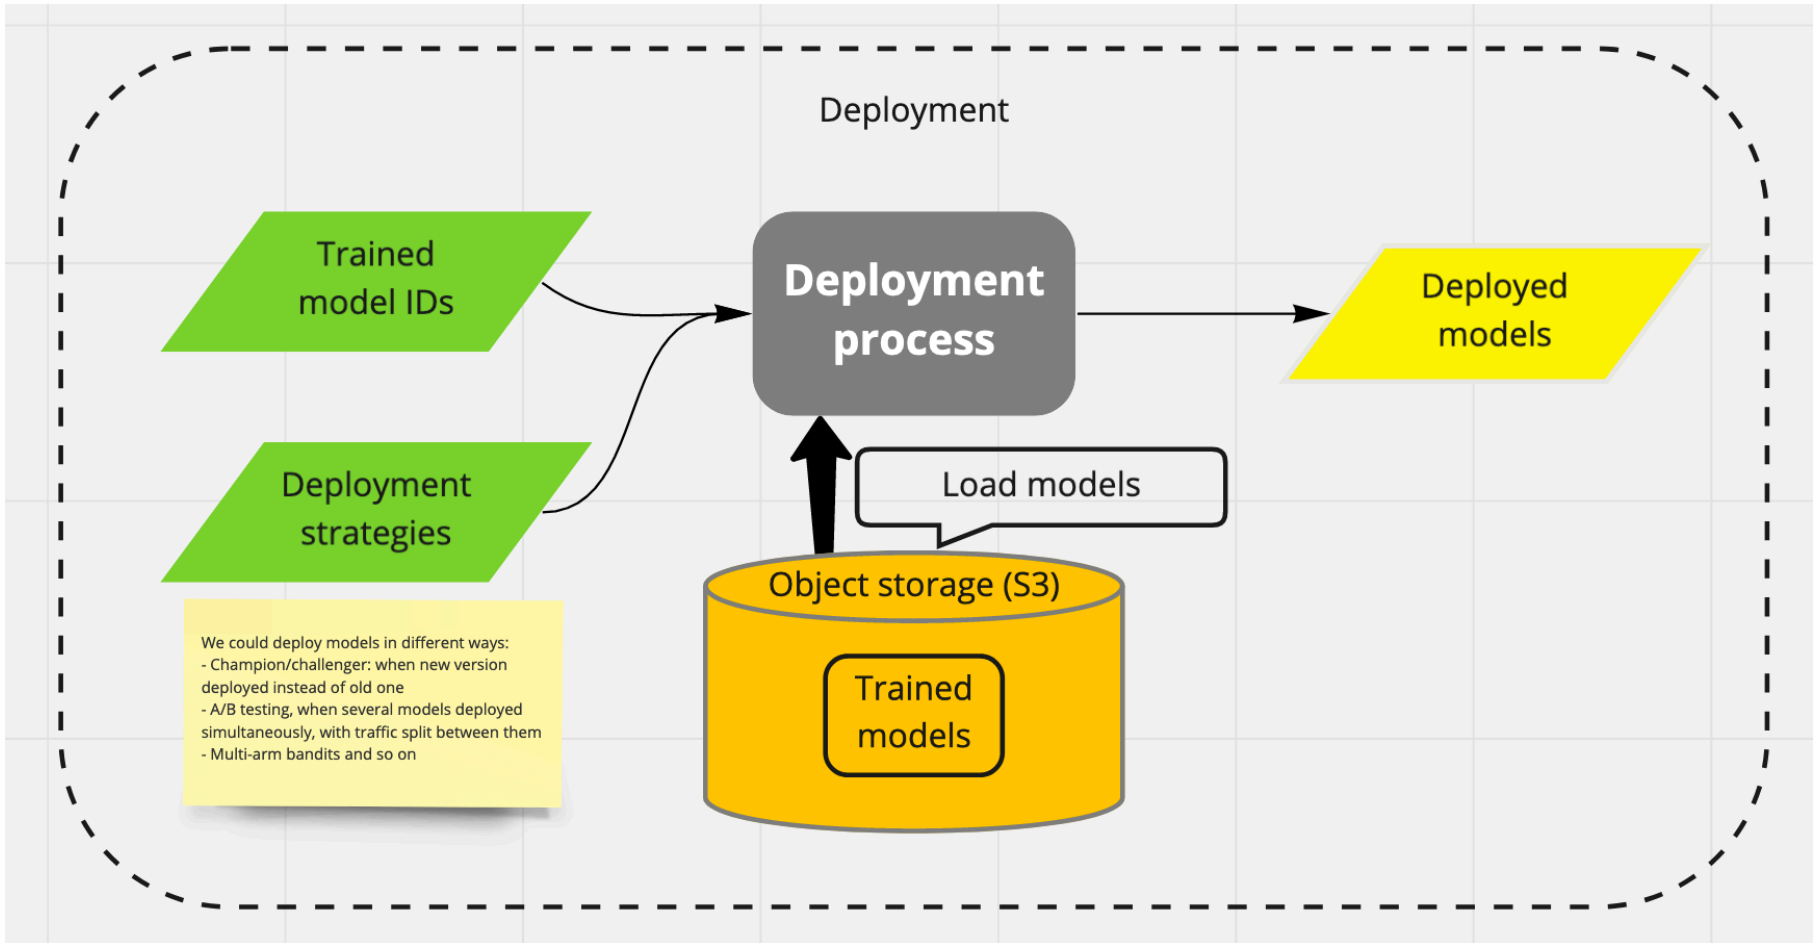 Deployment
Trained
model IDs
Deployment
process
Deployed
models
Deployment
strategies
Load models
Object storage (S3)
Trained
models
We could deploy models in different ways:
- Champion/challenger: when new version
deployed instead of old one
- A/B testing, when several models deployed
simultaneously, with traffic split between them
- Multi-arm bandits and so on